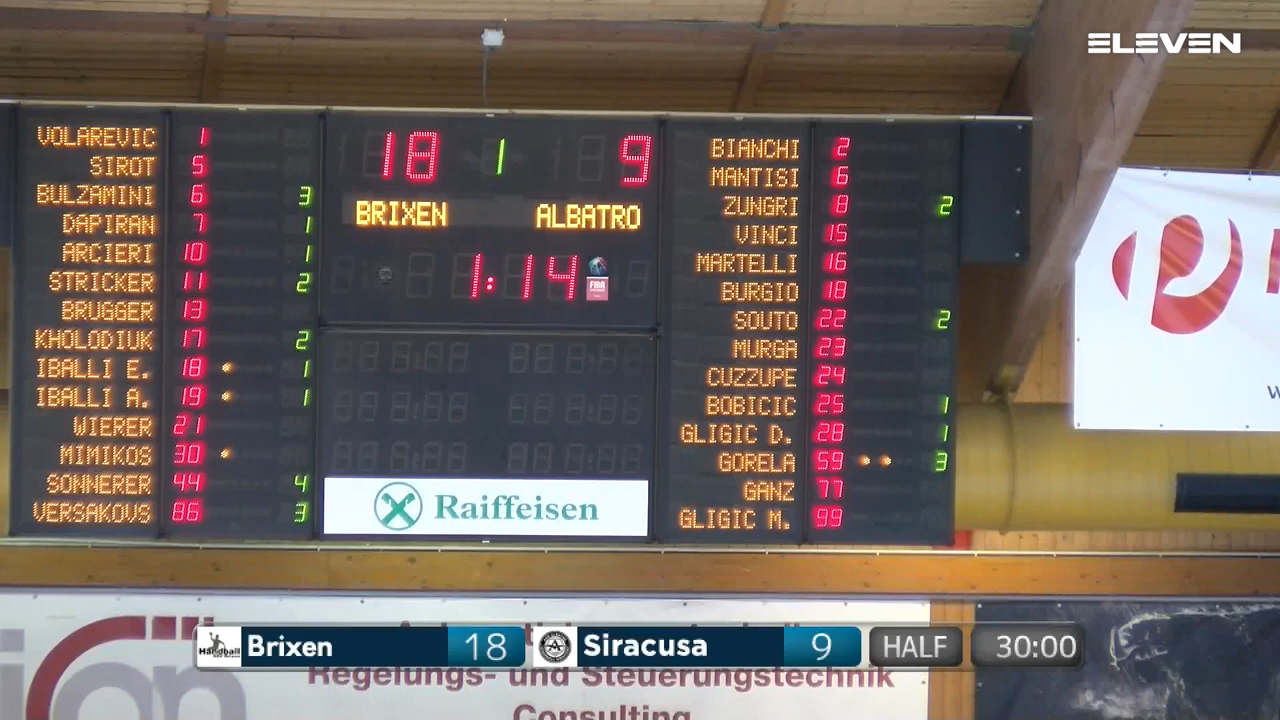 ELEVEN
VOLAREVIC 1
SIROT 5
BULZAMINI 6 3
DAPIRAN 7 1
ARCIERI 10 1
STRICKER 11 2
BRUGGER 13
KHOLODIUK 17 2
IBALLI E. 18 1
IBALLI A. 19 1
WIERER 21
MIMIKOS 30
SONNERER 44 4
VERSAKOVS 86 3
18 1 9
BRIXEN ALBATRO
1:14
FIBA
Raiffeisen
BIANCHI 2
MANTISI 6
ZUNGRI 8 2
VINCI 15
MARTELLI 16
BURGIO 18
SOUTO 22 2
MURGA 23
CUZZUPE 24
BOBICIC 25 1
GLIGIC D. 28 1
GORELA 59 3
GANZ 77
GLIGIC M. 99
Handball Brixen 18 Siracusa 9 HALF 30:00
Regelungs- und Steuerungstechnik
Consulting